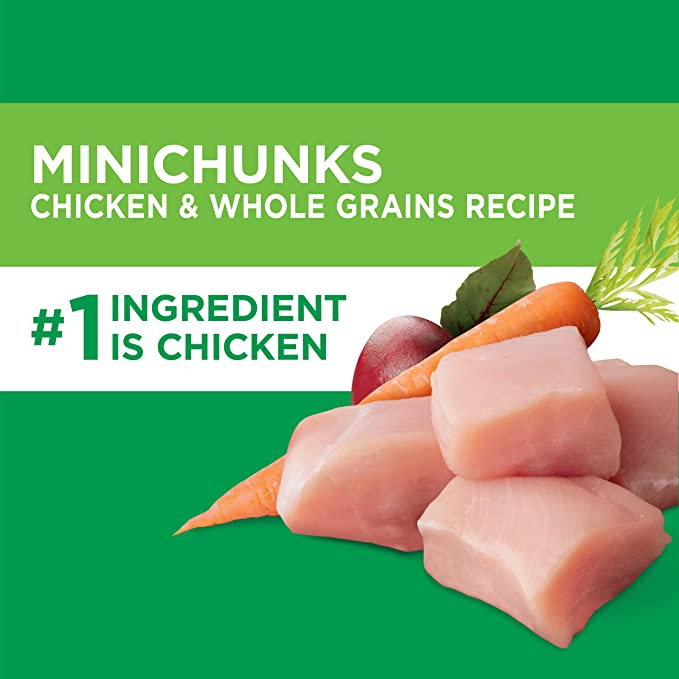 MINICHUNKS
CHICKEN & WHOLE GRAINS RECIPE
#1 INGREDIENT
IS CHICKEN